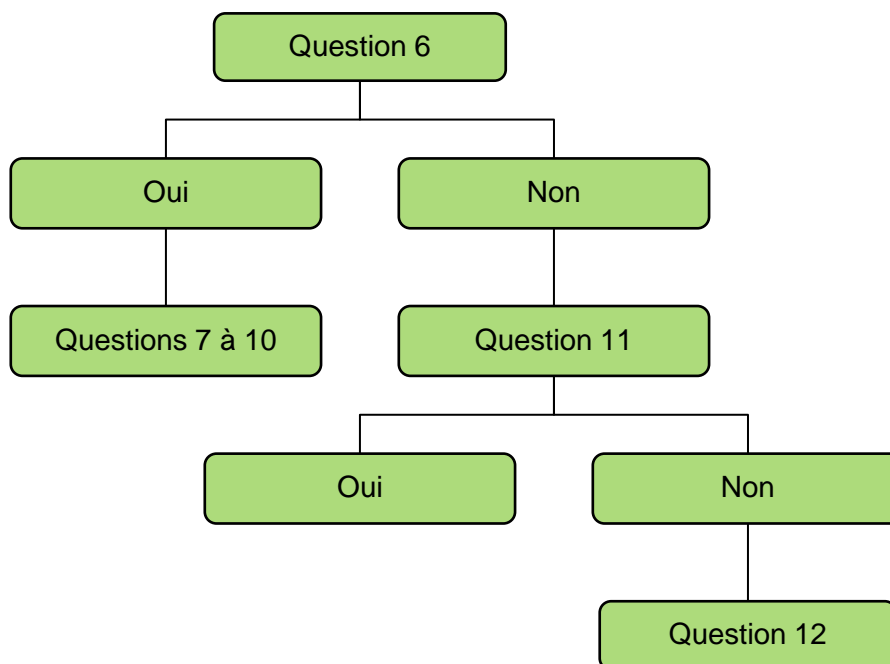 Question 6
Oui
Non
Questions 7 à 10
Question 11
Oui
Non
Question 12